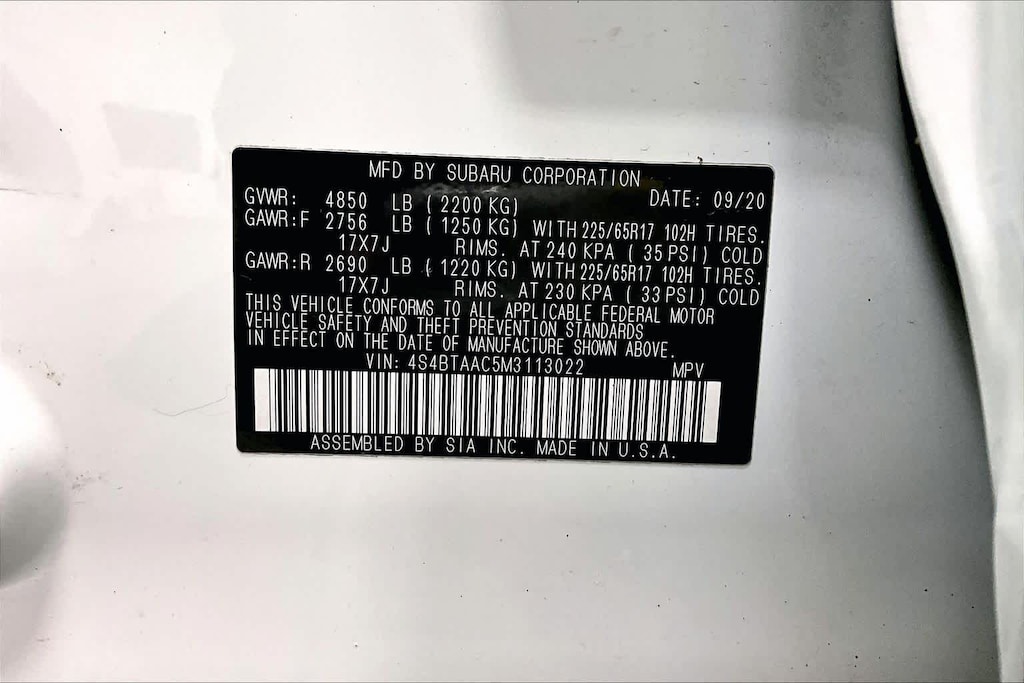 MFD BY SUBARU CORPORATION
GVWR: 4850 LB ( 2200 KG) DATE: 09/20
GAWR:F 2756 LB ( 1250 KG) WITH 225/65R17 102H TIRES.
17X7J RIMS. AT 240 KPA ( 35 PSI) COLD
GAWR:R 2690 LB ( 1220 KG) WITH 225/65R17 102H TIRES.
17X7J RIMS. AT 230 KPA ( 33 PSI) COLD
THIS VEHICLE CONFORMS TO ALL APPLICABLE FEDERAL MOTOR
VEHICLE SAFETY AND THEFT PREVENTION STANDARDS
IN EFFECT ON THE DATE OF MANUFACTURE SHOWN ABOVE.
VIN: 4S4BTAAC5M3113022 MPV
ASSEMBLED BY SIA INC. MADE IN U.S.A.